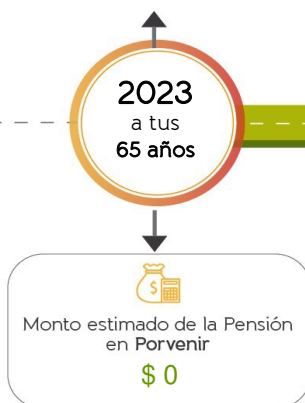 2023
a tus
65 años
$
Monto estimado de la Pensión
en Porvenir
$ 0